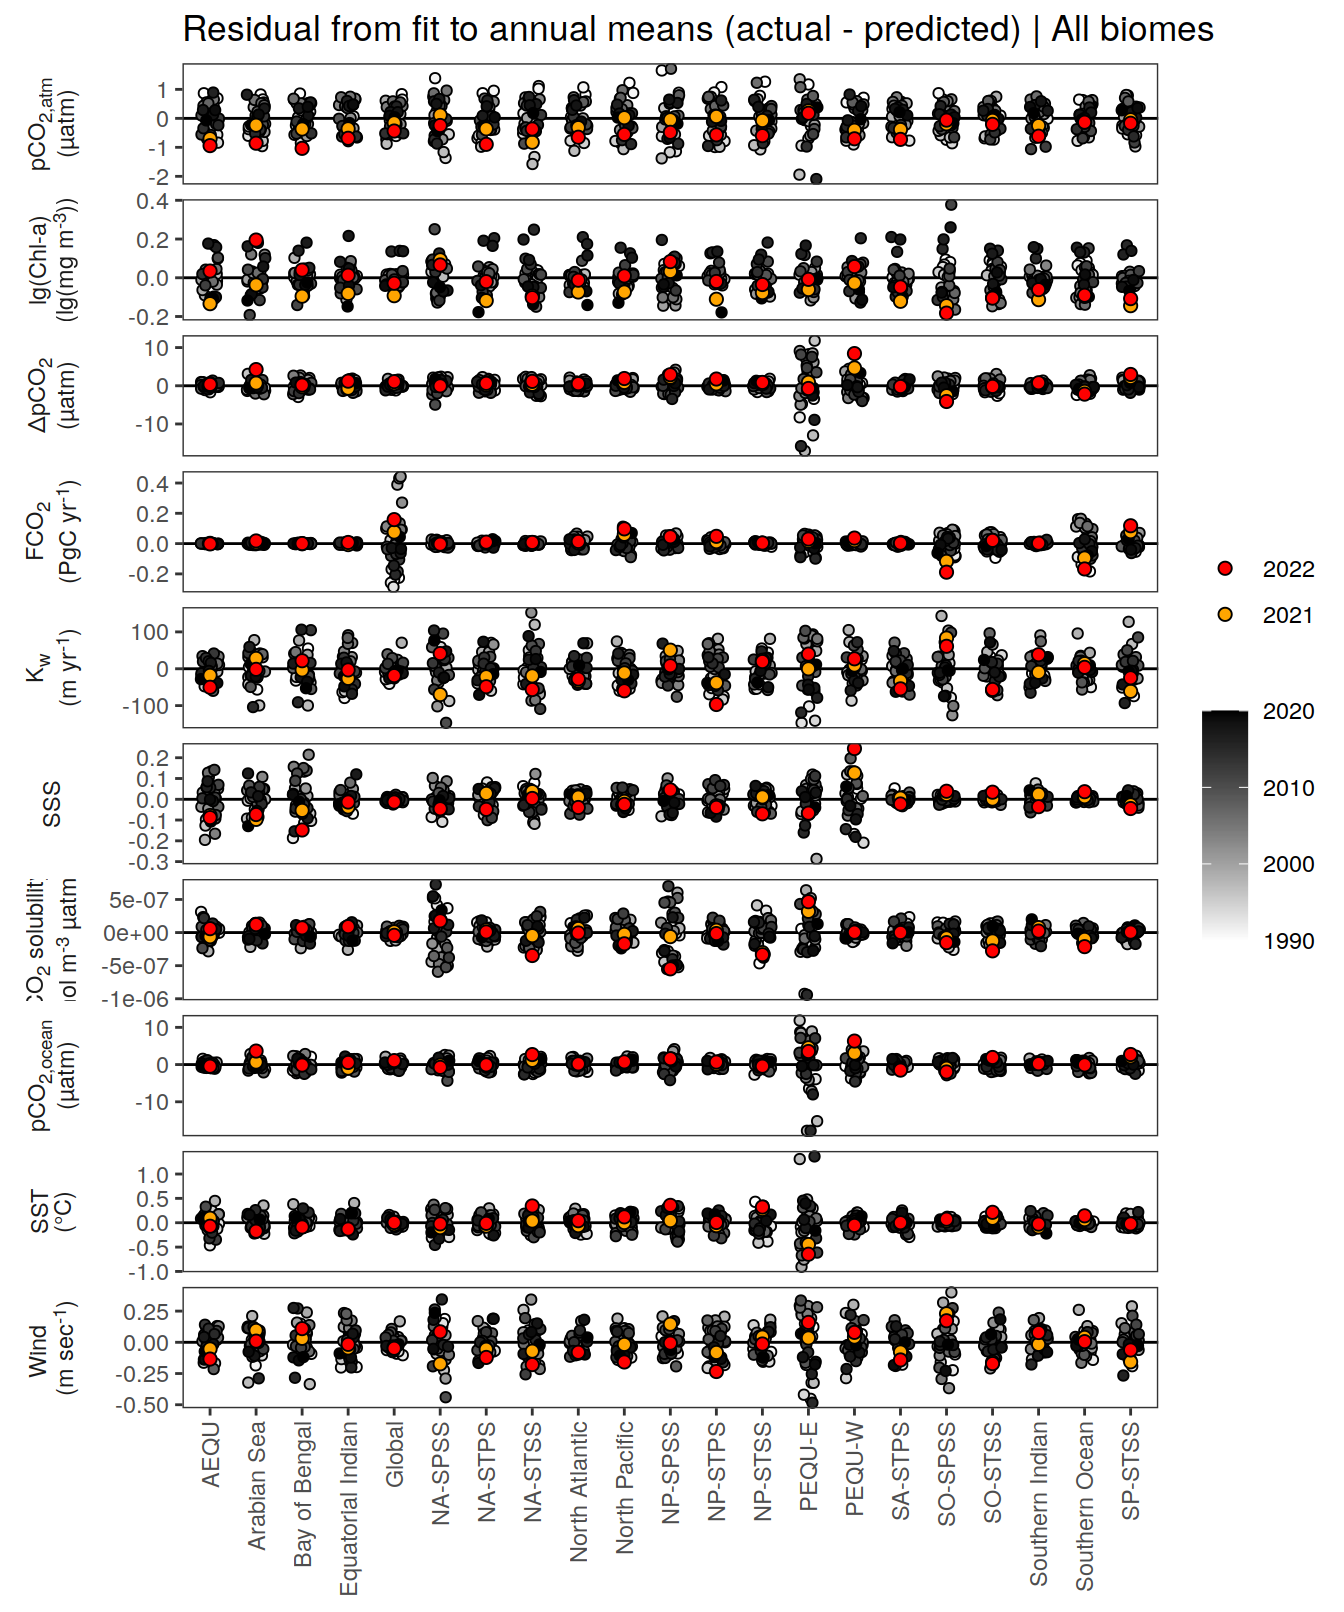 Residual from fit to annual means (actual - predicted) | All biomes
pCO2,atm
(µatm)
1
0
-1
-2
lg(Chl-a)
(lg(mg m-3))
0.4
0.2
0.0
-0.2
ΔpCO2
(µatm)
10
0
-10
FCO2
(PgC yr-1)
0.4
0.2
0.0
-0.2
Kw
(m yr-1)
100
0
-100
SSS
0.2
0.1
0.0
-0.1
-0.2
-0.3
CO2 solubility
ol m-3 µatm
5e-07
0e+00
-5e-07
-1e-06
pCO2,ocean
(µatm)
10
0
-10
SST
(°C)
1.0
0.5
0.0
-0.5
-1.0
Wind
(m sec-1)
0.25
0.00
-0.25
-0.50
AEQU
Arabian Sea
Bay of Bengal
Equatorial Indian
Global
NA-SPSS
NA-STPS
NA-STSS
North Atlantic
North Pacific
NP-SPSS
NP-STPS
NP-STSS
PEQU-E
PEQU-W
SA-STPS
SO-SPSS
SO-STSS
Southern Indian
Southern Ocean
SP-STSS
2022
2021
2020
2010
2000
1990